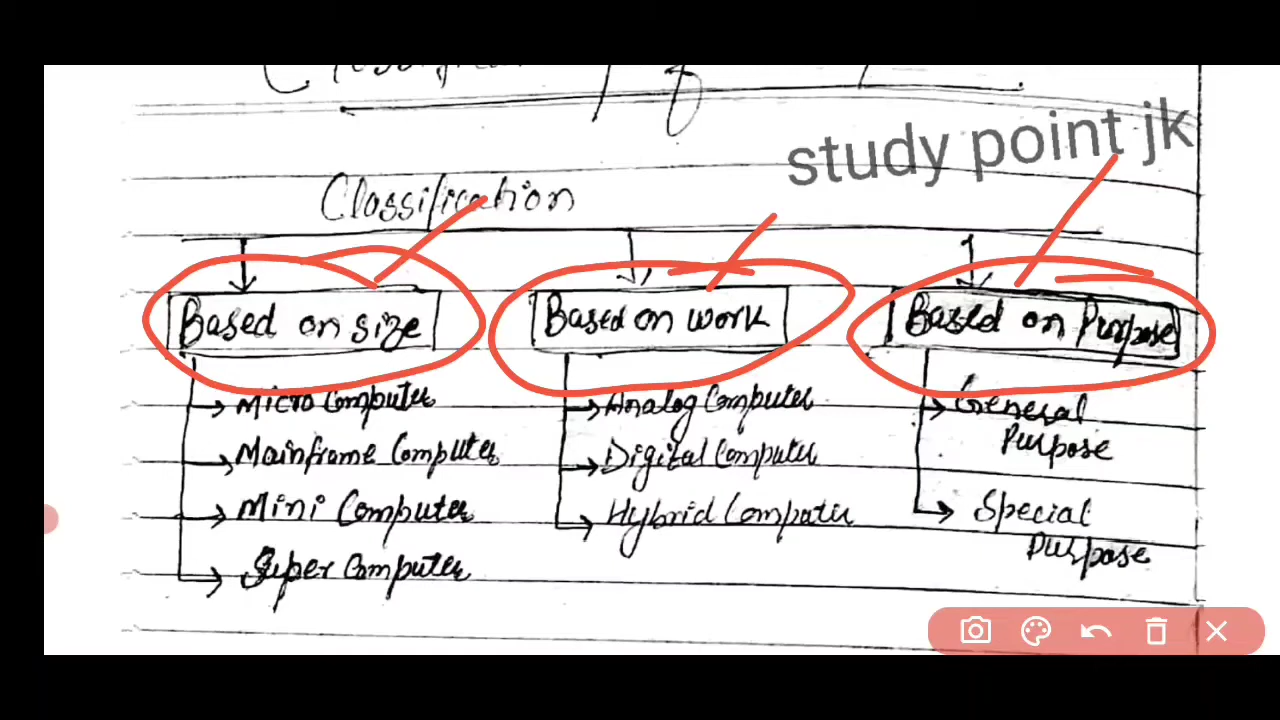 study point jk
Classification
Based on size
Micro Computer
Mainframe Computer
Mini Computer
Super Computer
Based on work
Analog Computer
Digital Computer
Hybrid Computer
Based on Purpose
General
Purpose
Special
Purpose